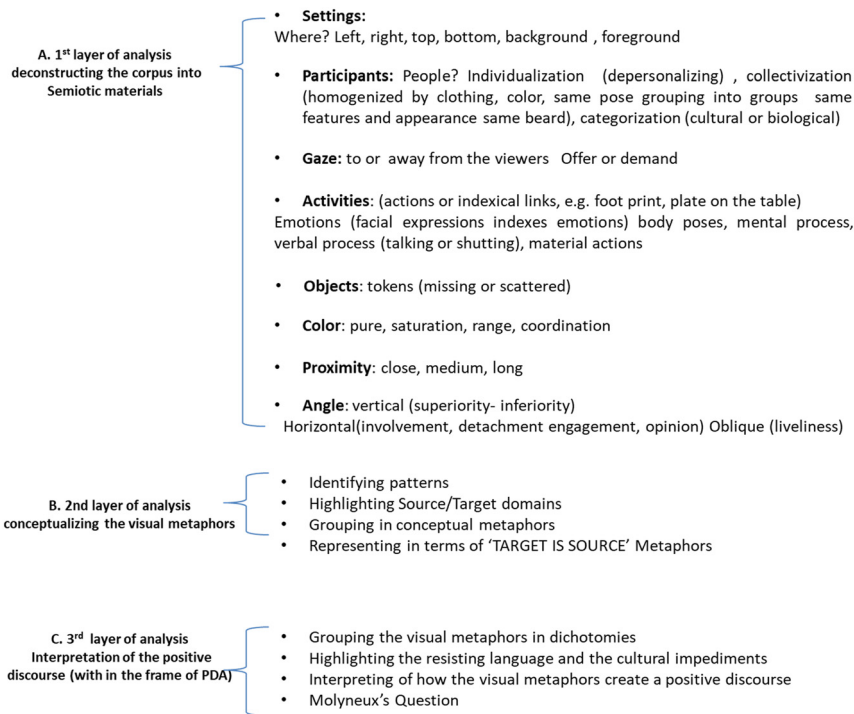 A. 1st layer of analysis
deconstructing the corpus into
Semiotic materials
• Settings:
Where? Left, right, top, bottom, background , foreground
• Participants: People? Individualization (depersonalizing) , collectivization
(homogenized by clothing, color, same pose grouping into groups same
features and appearance same beard), categorization (cultural or biological)
• Gaze: to or away from the viewers Offer or demand
• Activities: (actions or indexical links, e.g. foot print, plate on the table)
Emotions (facial expressions indexes emotions) body poses, mental process,
verbal process (talking or shutting), material actions
• Objects: tokens (missing or scattered)
• Color: pure, saturation, range, coordination
• Proximity: close, medium, long
• Angle: vertical (superiority- inferiority)
Horizontal(involvement, detachment engagement, opinion) Oblique (liveliness)
B. 2nd layer of analysis
conceptualizing the visual metaphors
• Identifying patterns
• Highlighting Source/Target domains
• Grouping in conceptual metaphors
• Representing in terms of ‘TARGET IS SOURCE’ Metaphors
C. 3rd layer of analysis
Interpretation of the positive
discourse (with in the frame of PDA)
• Grouping the visual metaphors in dichotomies
• Highlighting the resisting language and the cultural impediments
• Interpreting of how the visual metaphors create a positive discourse
• Molyneux’s Question